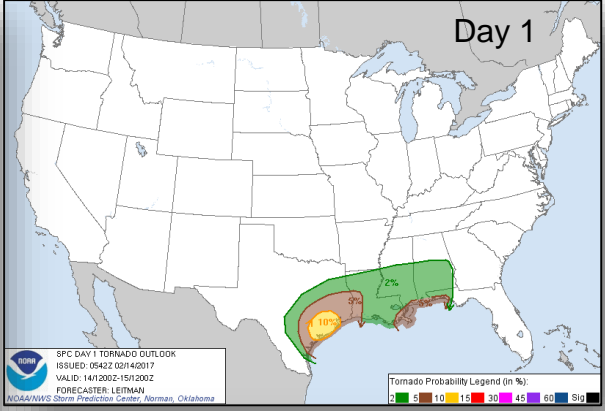 Day 1
2%
5%
10%
SPC DAY 1 TORNADO OUTLOOK
ISSUED: 0542Z 02/14/2017
VALID: 14/1200Z-15/1200Z
FORECASTER: LEITMAN
NOAA/NWS Storm Prediction Center, Norman, Oklahoma
NOAA
Tornado Probability Legend (in %):
2 5 10 15 30 45 60 Sig